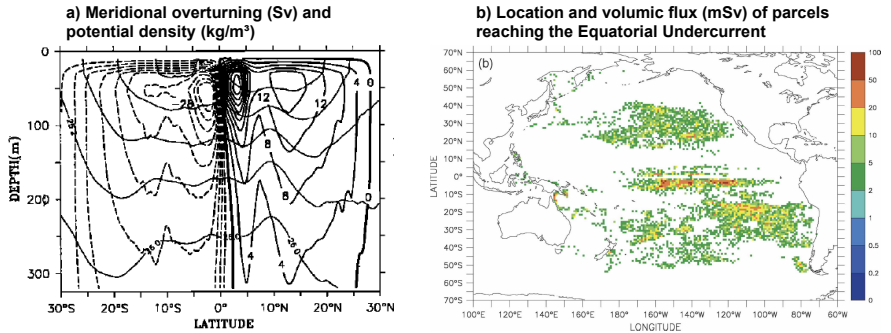 a) Meridional overturning (Sv) and
potential density (kg/m³)
b) Location and volumic flux (mSv) of parcels
reaching the Equatorial Undercurrent
0
100
200
300
DEPTH(m)
12
12
8
8
4
4
4
0
0
26.0
30°S
20°S
10°S
0°
10°N
20°N
30°N
LATITUDE
(b)
70°N
60°N
50°N
40°N
30°N
20°N
10°N
0°
10°S
20°S
30°S
40°S
50°S
60°S
70°S
LATITUDE
100°E
120°E
140°E
160°E
180°
160°W
140°W
120°W
100°W
80°W
60°W
LONGITUDE
100
50
20
10
5
2
1
0.5
0.2
0